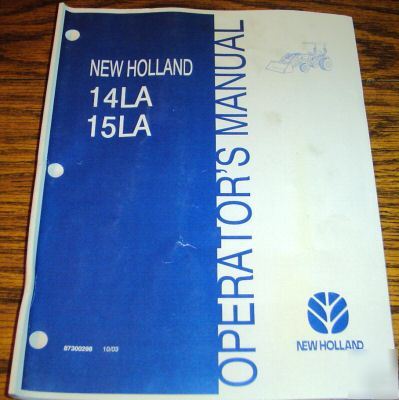 NEW HOLLAND
14LA
15LA
OPERATOR'S MANUAL
87300298 10/03
NEW HOLLAND